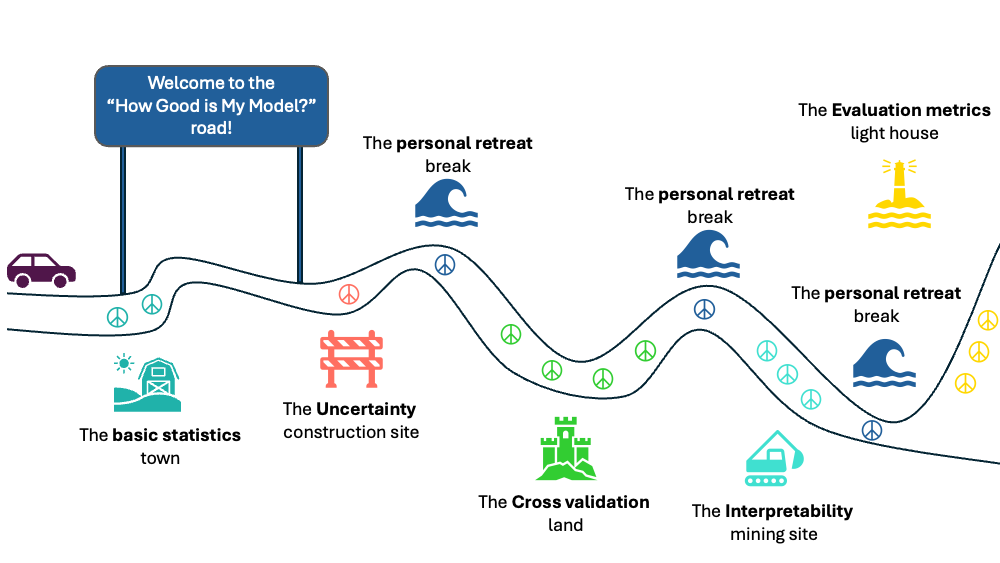 Welcome to the
“How Good is My Model?”
road!
The personal retreat
break
The personal retreat
break
The Evaluation metrics
light house
The personal retreat
break
The basic statistics
town
The Uncertainty
construction site
The Cross validation
land
The Interpretability
mining site